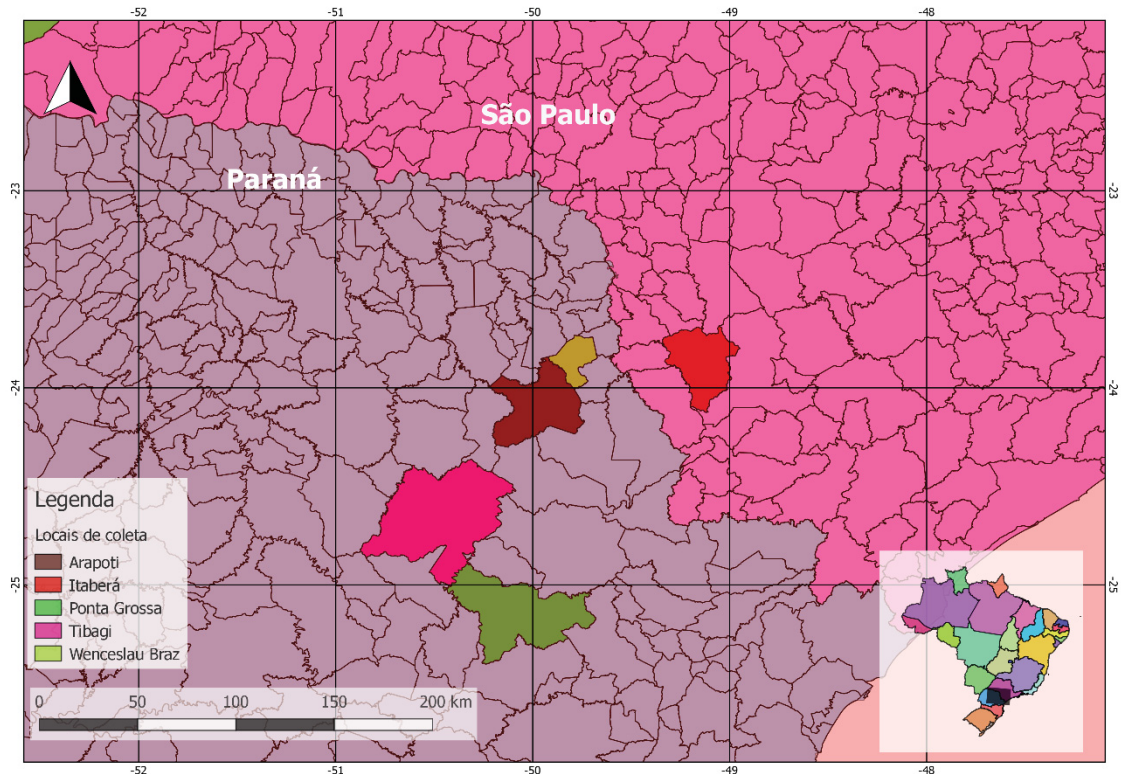 -52 -51 -50 -49 -48
São Paulo
Paraná
-23 -23
-24 -24
Legenda
Locais de coleta
Arapoti
Itaberá
Ponta Grossa
Tibagi
Wenceslau Braz
-25 -25
0 50 100 150 200 km
-52 -51 -50 -49 -48